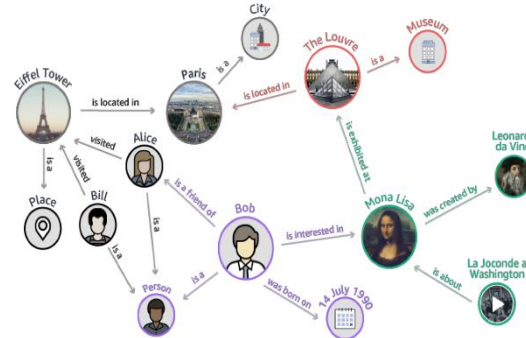 City
The Louvre
Museum
is a
is a
Eiffel Tower
Paris
is located in
is located in
Alice
visited
visited
is a
Place
Bill
is a
is a
is a friend of
Bob
is interested in
is exhibited at
Mona Lisa
was created by
Leonard
da Vinc
is about
La Joconde a
Washington
Person
is a
was born on
14 July 1990